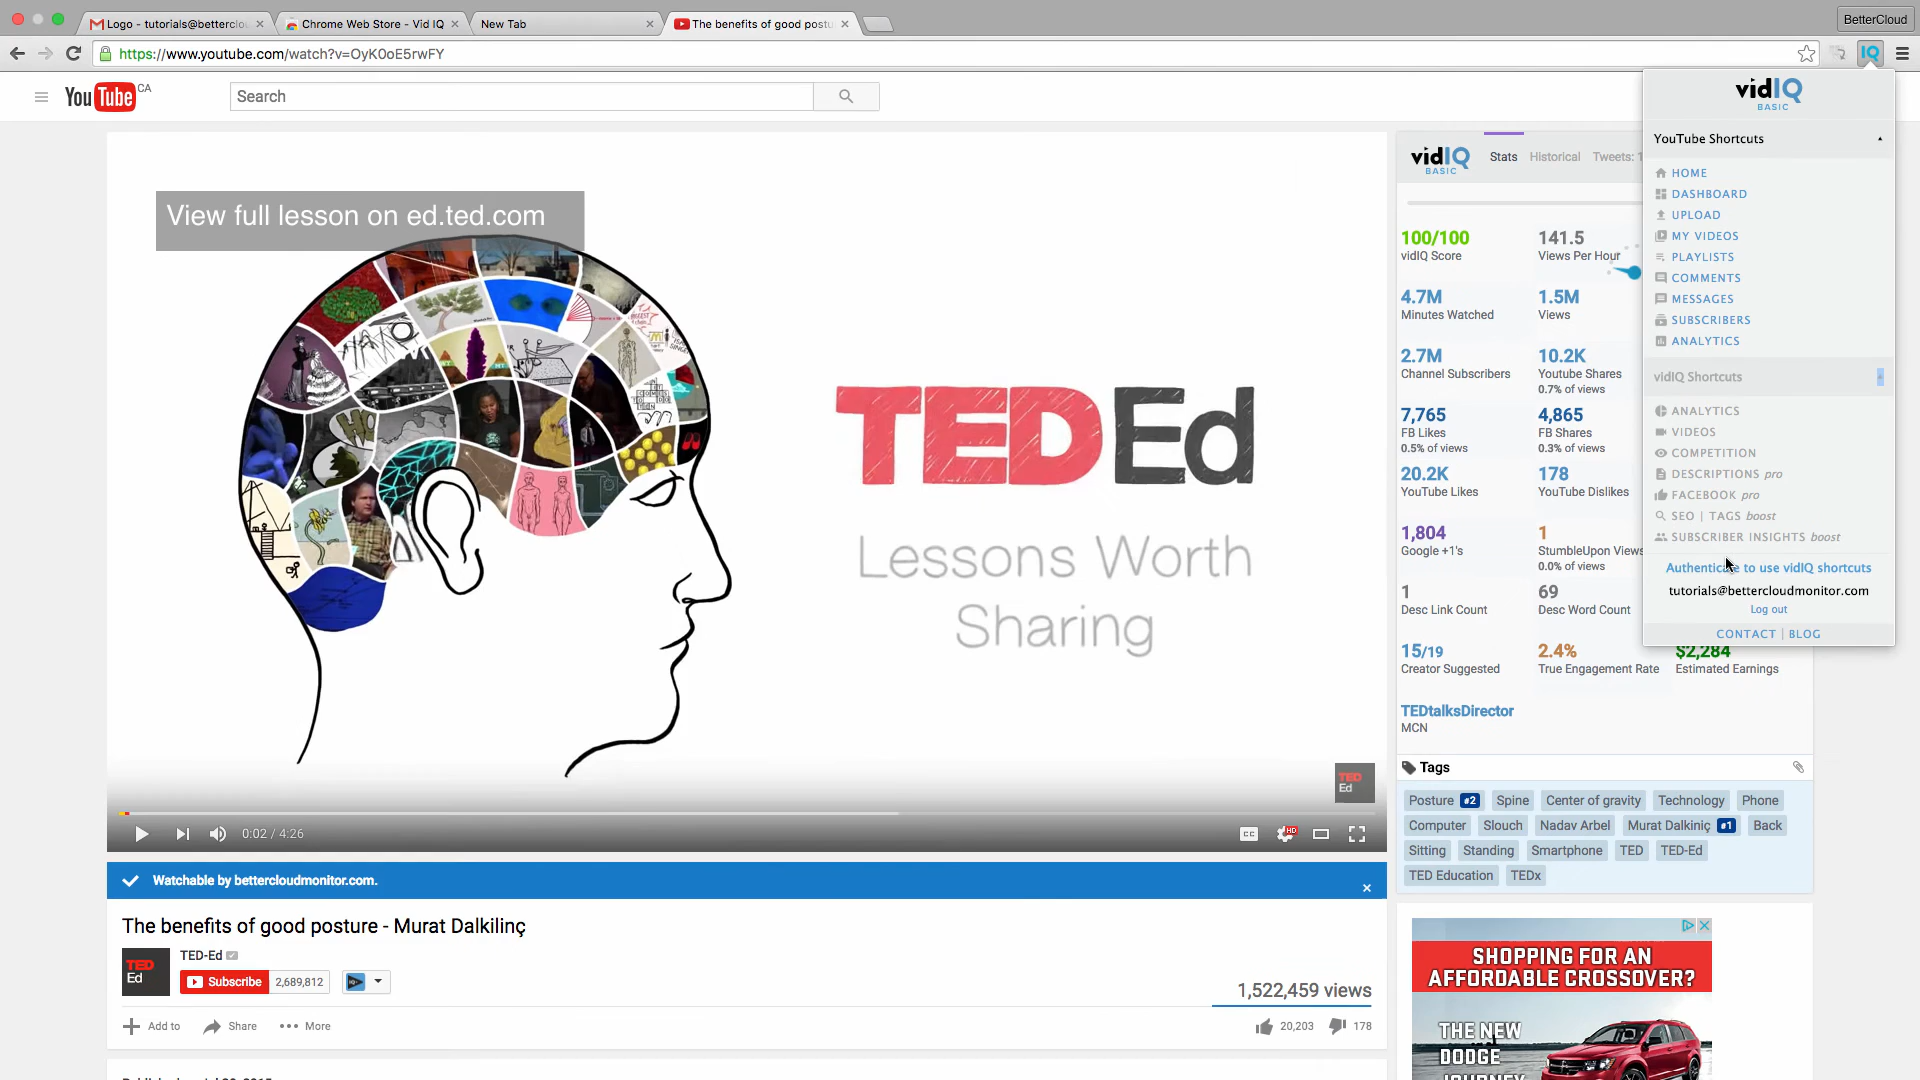 Logo - tutorials@betterclo
Chrome Web Store - Vid IQ
New Tab
The benefits of good postu
BetterCloud
https://www.youtube.com/watch?v=OyK0oE5rwFY
IQ
YouTube CA
Search
View full lesson on ed.ted.com
TEDEd
Lessons Worth
Sharing
TED
Ed
0:02 / 4:26
CC
HD
Watchable by bettercloudmonitor.com.
The benefits of good posture - Murat Dalkilinç
TED
Ed
TED-Ed
Subscribe 2,689,812
1,522,459 views
Add to Share More
20,203 178
vidIQ
BASIC
Stats Historical Tweets: 1
100/100
vidIQ Score
141.5
Views Per Hour
4.7M
Minutes Watched
1.5M
Views
2.7M
Channel Subscribers
10.2K
Youtube Shares
0.7% of views
7,765
FB Likes
0.5% of views
4,865
FB Shares
0.3% of views
20.2K
YouTube Likes
178
YouTube Dislikes
1,804
Google +1's
1
StumbleUpon Views
0.0% of views
1
Desc Link Count
69
Desc Word Count
15/19
Creator Suggested
2.4%
True Engagement Rate
$2,284
Estimated Earnings
TEDtalksDirector
MCN
Tags
Posture #2 Spine Center of gravity Technology Phone
Computer Slouch Nadav Arbel Murat Dalkiniç #1 Back
Sitting Standing Smartphone TED TED-Ed
TED Education TEDx
SHOPPING FOR AN
AFFORDABLE CROSSOVER?
THE NEW
DODGE
JOURNEY
vidIQ
BASIC
YouTube Shortcuts
HOME
DASHBOARD
UPLOAD
MY VIDEOS
PLAYLISTS
COMMENTS
MESSAGES
SUBSCRIBERS
ANALYTICS
vidIQ Shortcuts
ANALYTICS
VIDEOS
COMPETITION
DESCRIPTIONS pro
FACEBOOK pro
SEO | TAGS boost
SUBSCRIBER INSIGHTS boost
Authenticate to use vidIQ shortcuts
tutorials@bettercloudmonitor.com
Log out
CONTACT | BLOG